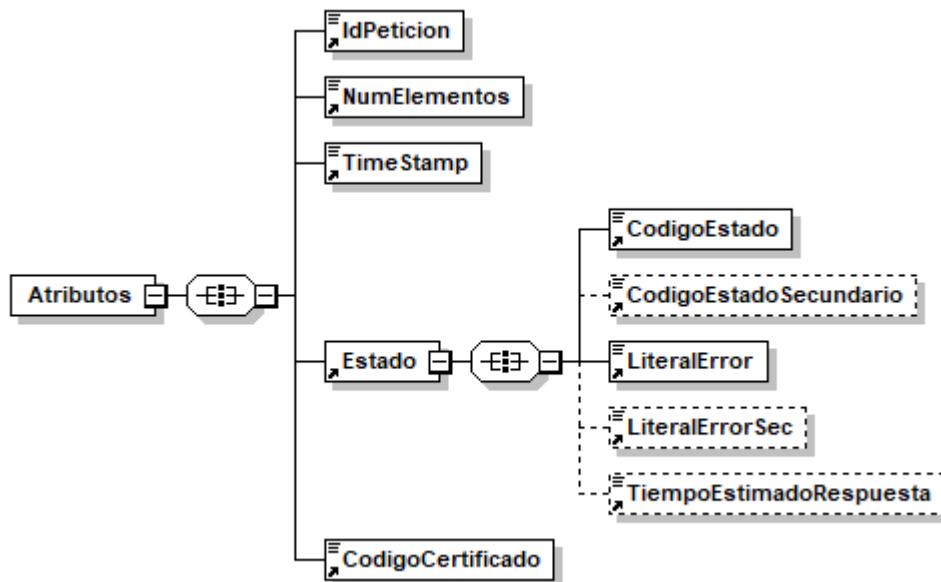 IdPeticion
NumElementos
TimeStamp
CodigoEstado
CodigoEstadoSecundario
Atributos
Estado
LiteralError
LiteralErrorSec
TiempoEstimadoRespuesta
CodigoCertificado